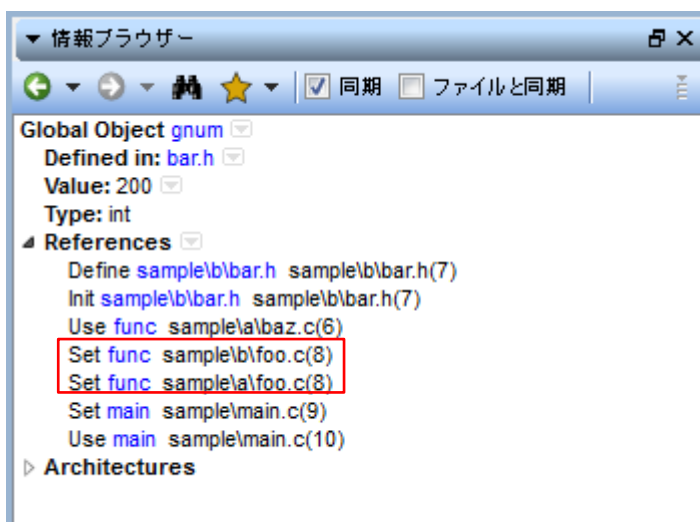 情報ブラウザー
同期 ファイルと同期
Global Object gnum
Defined in: bar.h
Value: 200
Type: int
References
Define sample\b\bar.h sample\b\bar.h(7)
Init sample\b\bar.h sample\b\bar.h(7)
Use func sample\a\baz.c(6)
Set func sample\b\foo.c(8)
Set func sample\a\foo.c(8)
Set main sample\main.c(9)
Use main sample\main.c(10)
Architectures